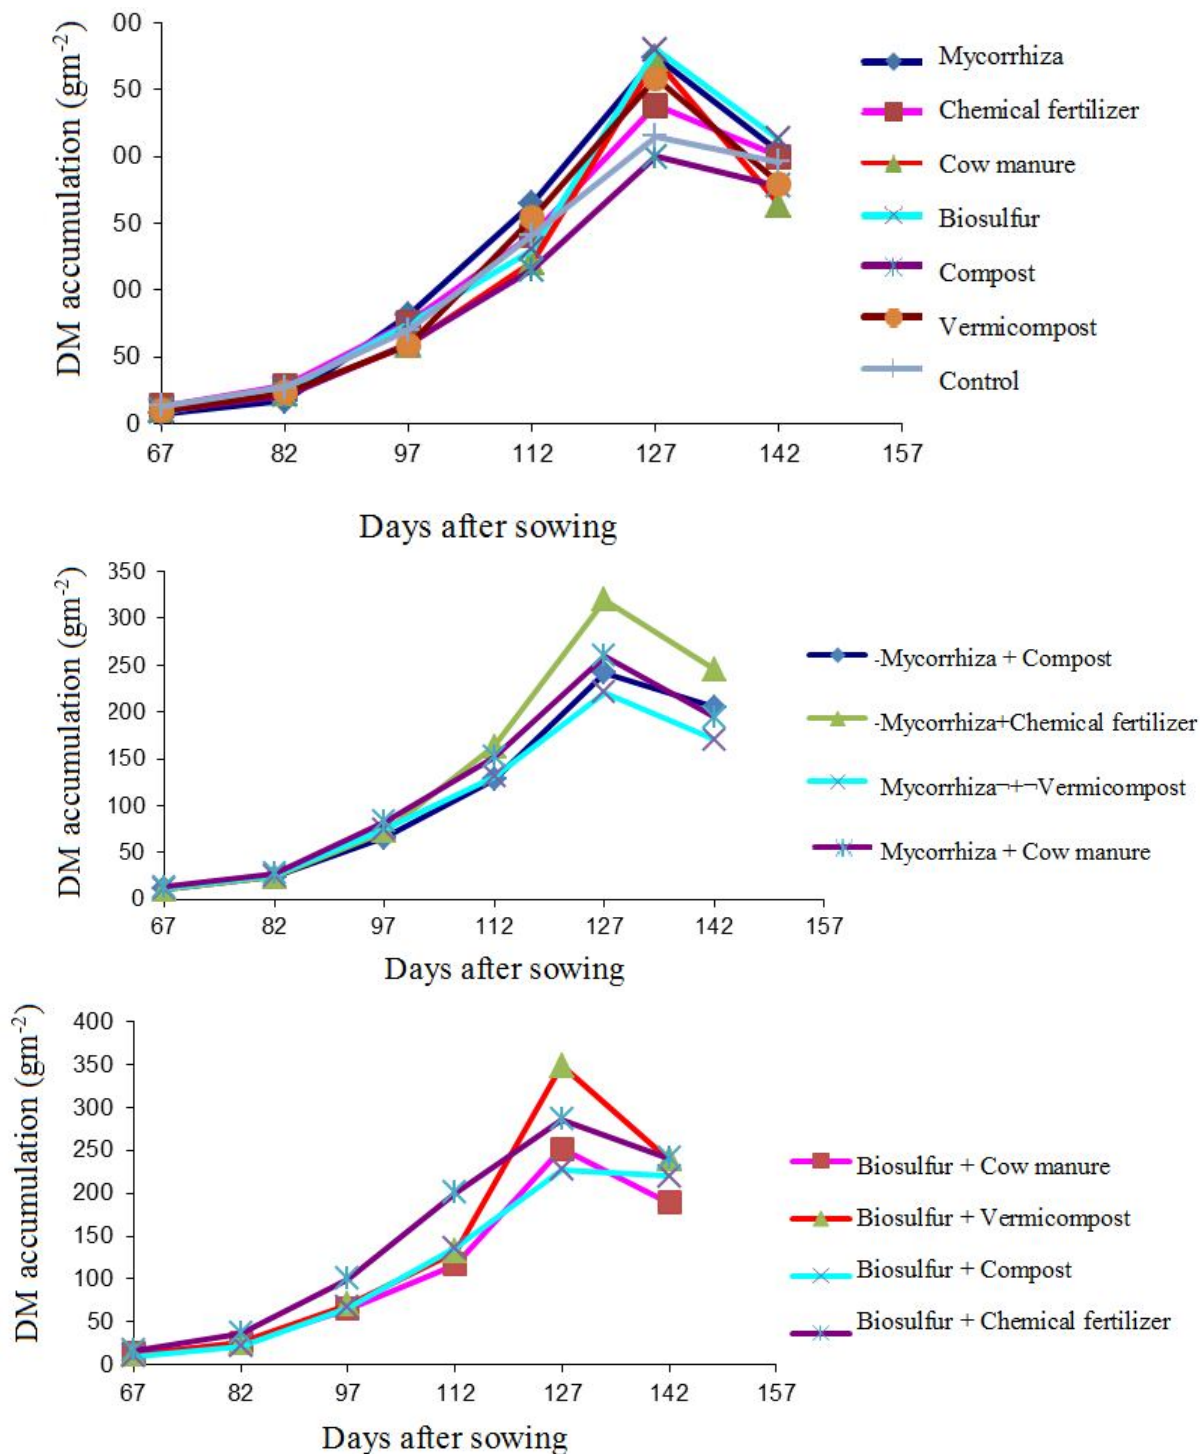 DM accumulation (gm-2)
00
50
00
50
00
50
0
67 82 97 112 127 142 157
Days after sowing
Mycorrhiza
Chemical fertilizer
Cow manure
Biosulfur
Compost
Vermicompost
Control
DM accumulation (gm-2)
350
300
250
200
150
100
50
0
67 82 97 112 127 142 157
Days after sowing
-Mycorrhiza + Compost
-Mycorrhiza+Chemical fertilizer
Mycorrhiza¬+¬Vermicompost
Mycorrhiza + Cow manure
DM accumulation (gm-2)
400
350
300
250
200
150
100
50
0
67 82 97 112 127 142 157
Days after sowing
Biosulfur + Cow manure
Biosulfur + Vermicompost
Biosulfur + Compost
Biosulfur + Chemical fertilizer